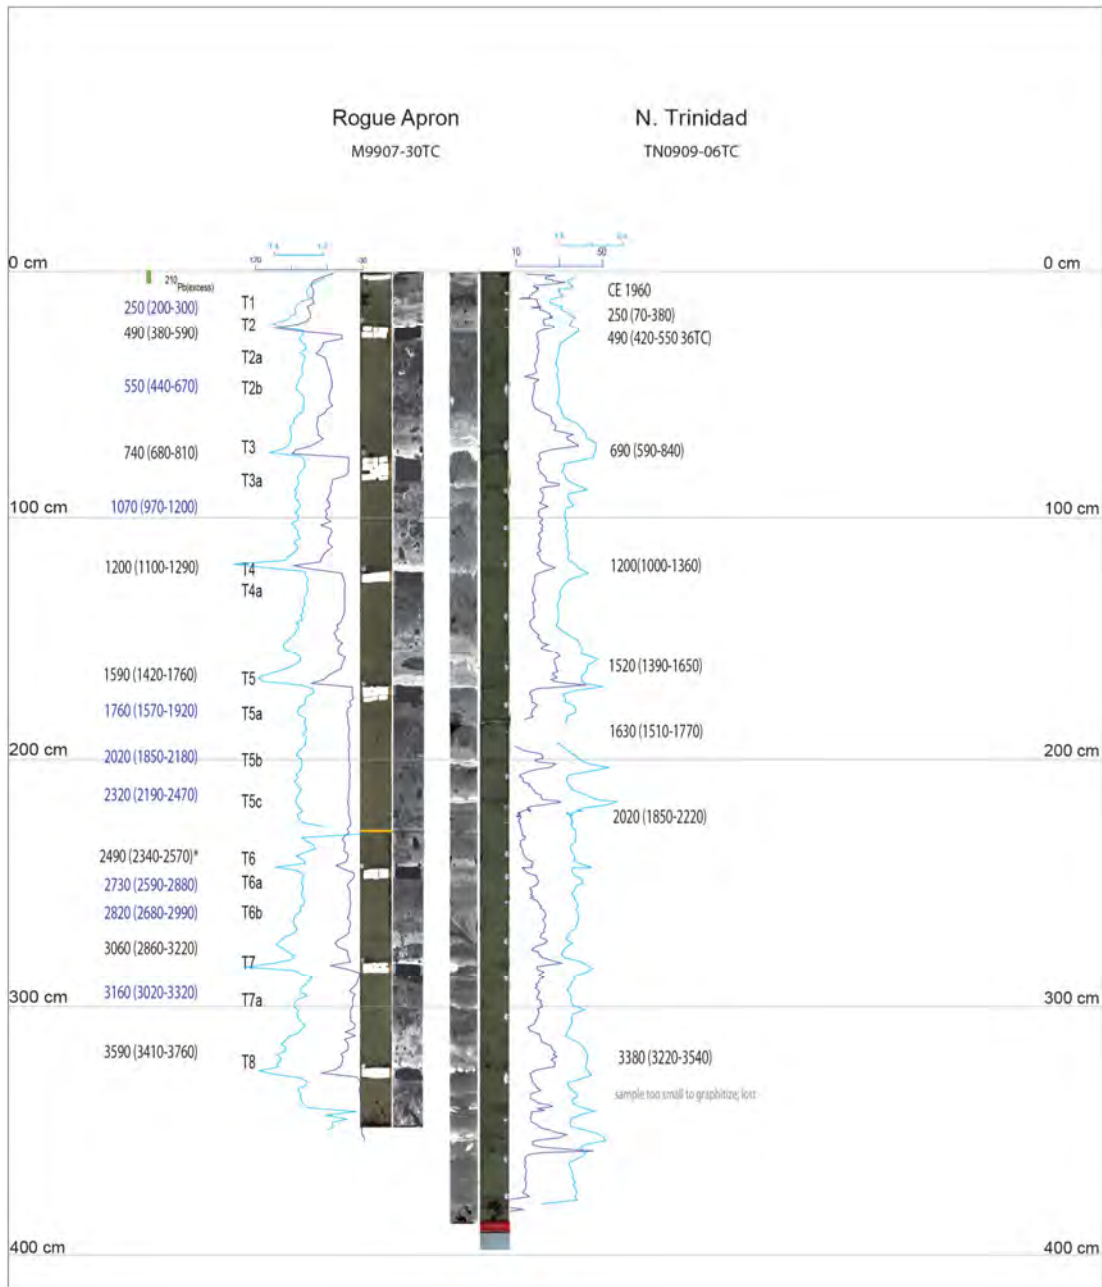 Rogue Apron
N. Trinidad
M9907-30TC
TN0909-06TC
0 cm
0 cm
210 Pb(excess)
10
50
CE 1960
250 (200-300)
T1
250 (70-380)
490 (380-590)
T2
490 (420-550 36TC)
T2a
550 (440-670)
T2b
740 (680-810)
T3
690 (590-840)
T3a
1070 (970-1200)
100 cm
100 cm
1200 (1100-1290)
T4
1200(1000-1360)
T4a
1590 (1420-1760)
T5
1520 (1390-1650)
1760 (1570-1920)
T5a
1630 (1510-1770)
200 cm
2020 (1850-2180)
T5b
200 cm
2320 (2190-2470)
T5c
2020 (1850-2220)
2490 (2340-2570)*
T6
2730 (2590-2880)
T6a
2820 (2680-2990)
T6b
3060 (2860-3220)
T7
300 cm
3160 (3020-3320)
T7a
300 cm
3590 (3410-3760)
T8
3380 (3220-3540)
sample too small to graphitize; lost
400 cm
400 cm